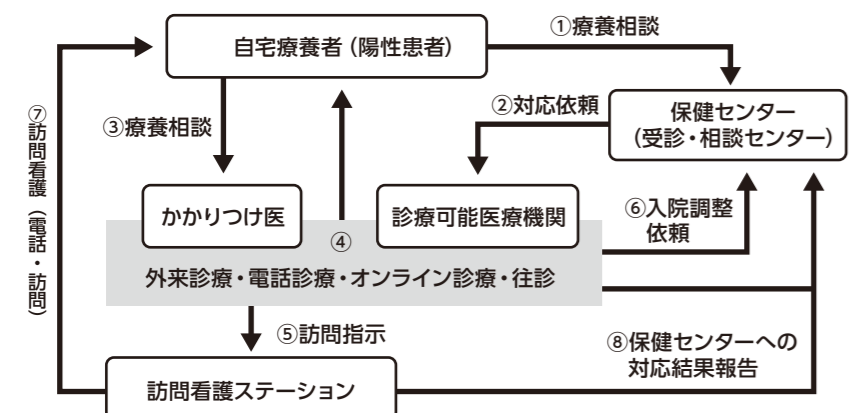 ①療養相談
自宅療養者（陽性患者）
②対応依頼
保健センター
（受診・相談センター）
③療養相談
⑦訪問看護（電話・訪問）
かかりつけ医
診療可能医療機関
④
⑥入院調整
依頼
外来診療・電話診療・オンライン診療・往診
⑤訪問指示
⑧保健センターへの
対応結果報告
訪問看護ステーション